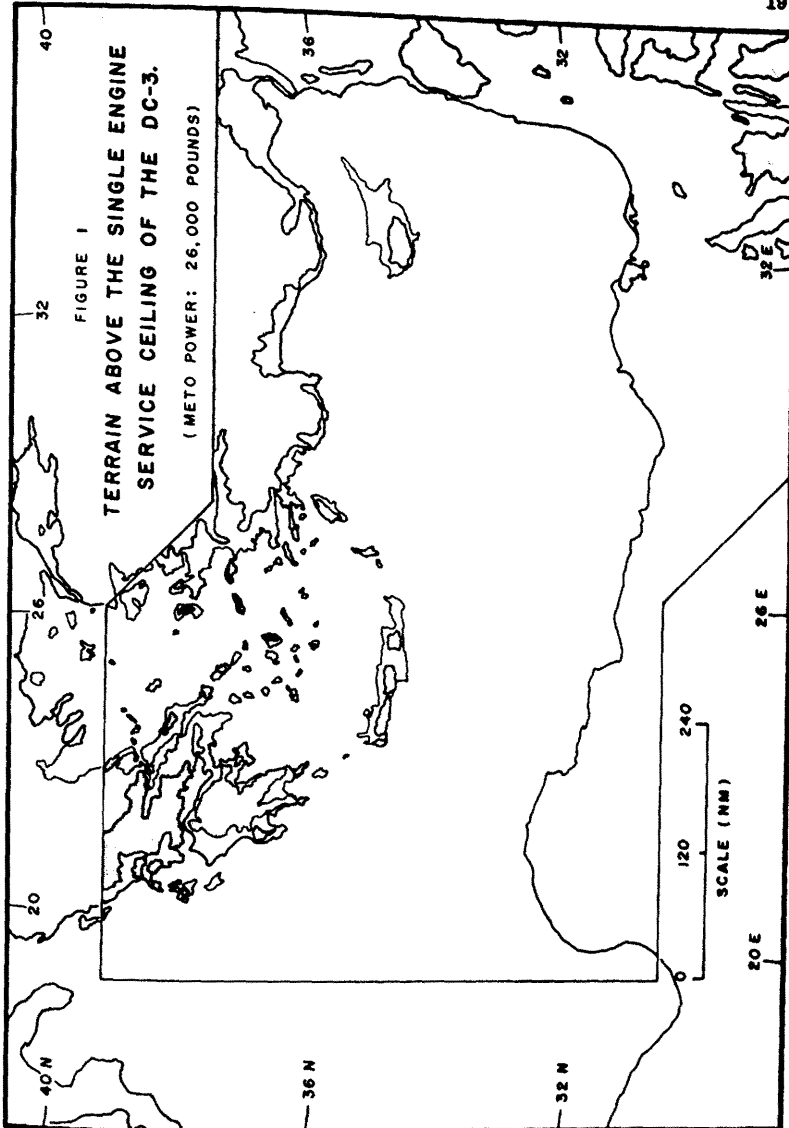 FIGURE 1
TERRAIN ABOVE THE SINGLE ENGINE
SERVICE CEILING OF THE DC-3.
(METO POWER: 26,000 POUNDS)
20
26
32
40
36
32
40 N
36 N
32 N
20 E
26 E
32 E
0
120
240
SCALE (NM)